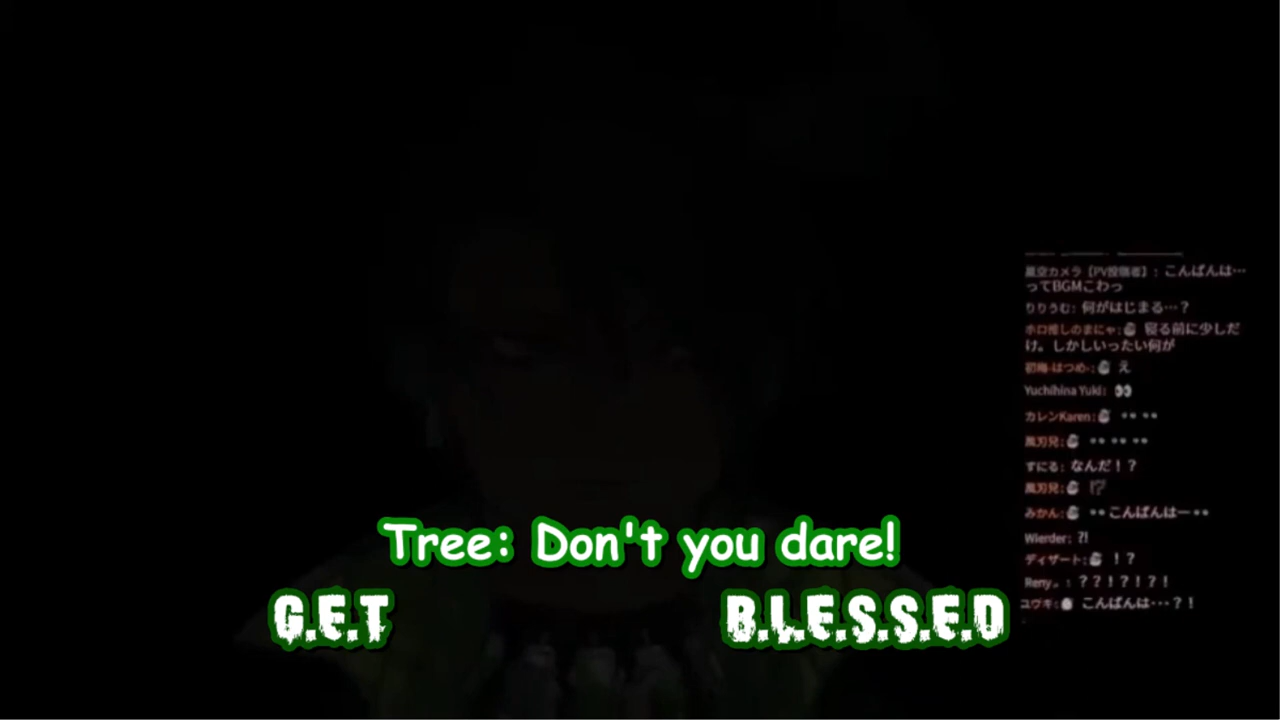 星空カメラ【PV投稿者】: こんばんは…
ってBGMこわっ
りりうむ: 何がはじまる…？
ホロ推しのまにゃ: 寝る前に少しだ
け。しかしいったい何が
初梅-はつめ-: え
Yuchihina Yuki: 👀
カレンKaren:
風刃兒:
すにる: なんだ！？
風刃兒: ⁉
みかん: こんばんはー
Wierder: ?!
ディザート: ！？
Reny。: ？？！？！？！
ユヴキ: こんばんは…？！
Tree: Don't you dare!
G.E.T B.L.E.S.S.E.D